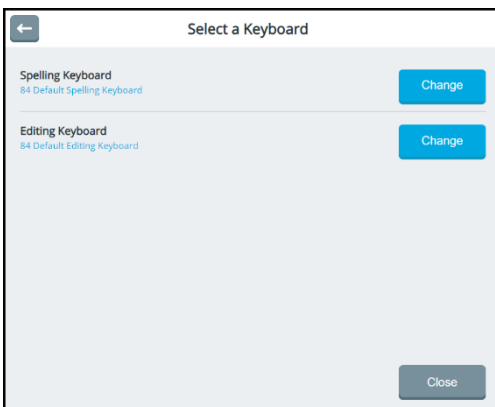 Select a Keyboard
Spelling Keyboard
84 Default Spelling Keyboard
Change
Editing Keyboard
84 Default Editing Keyboard
Change
Close